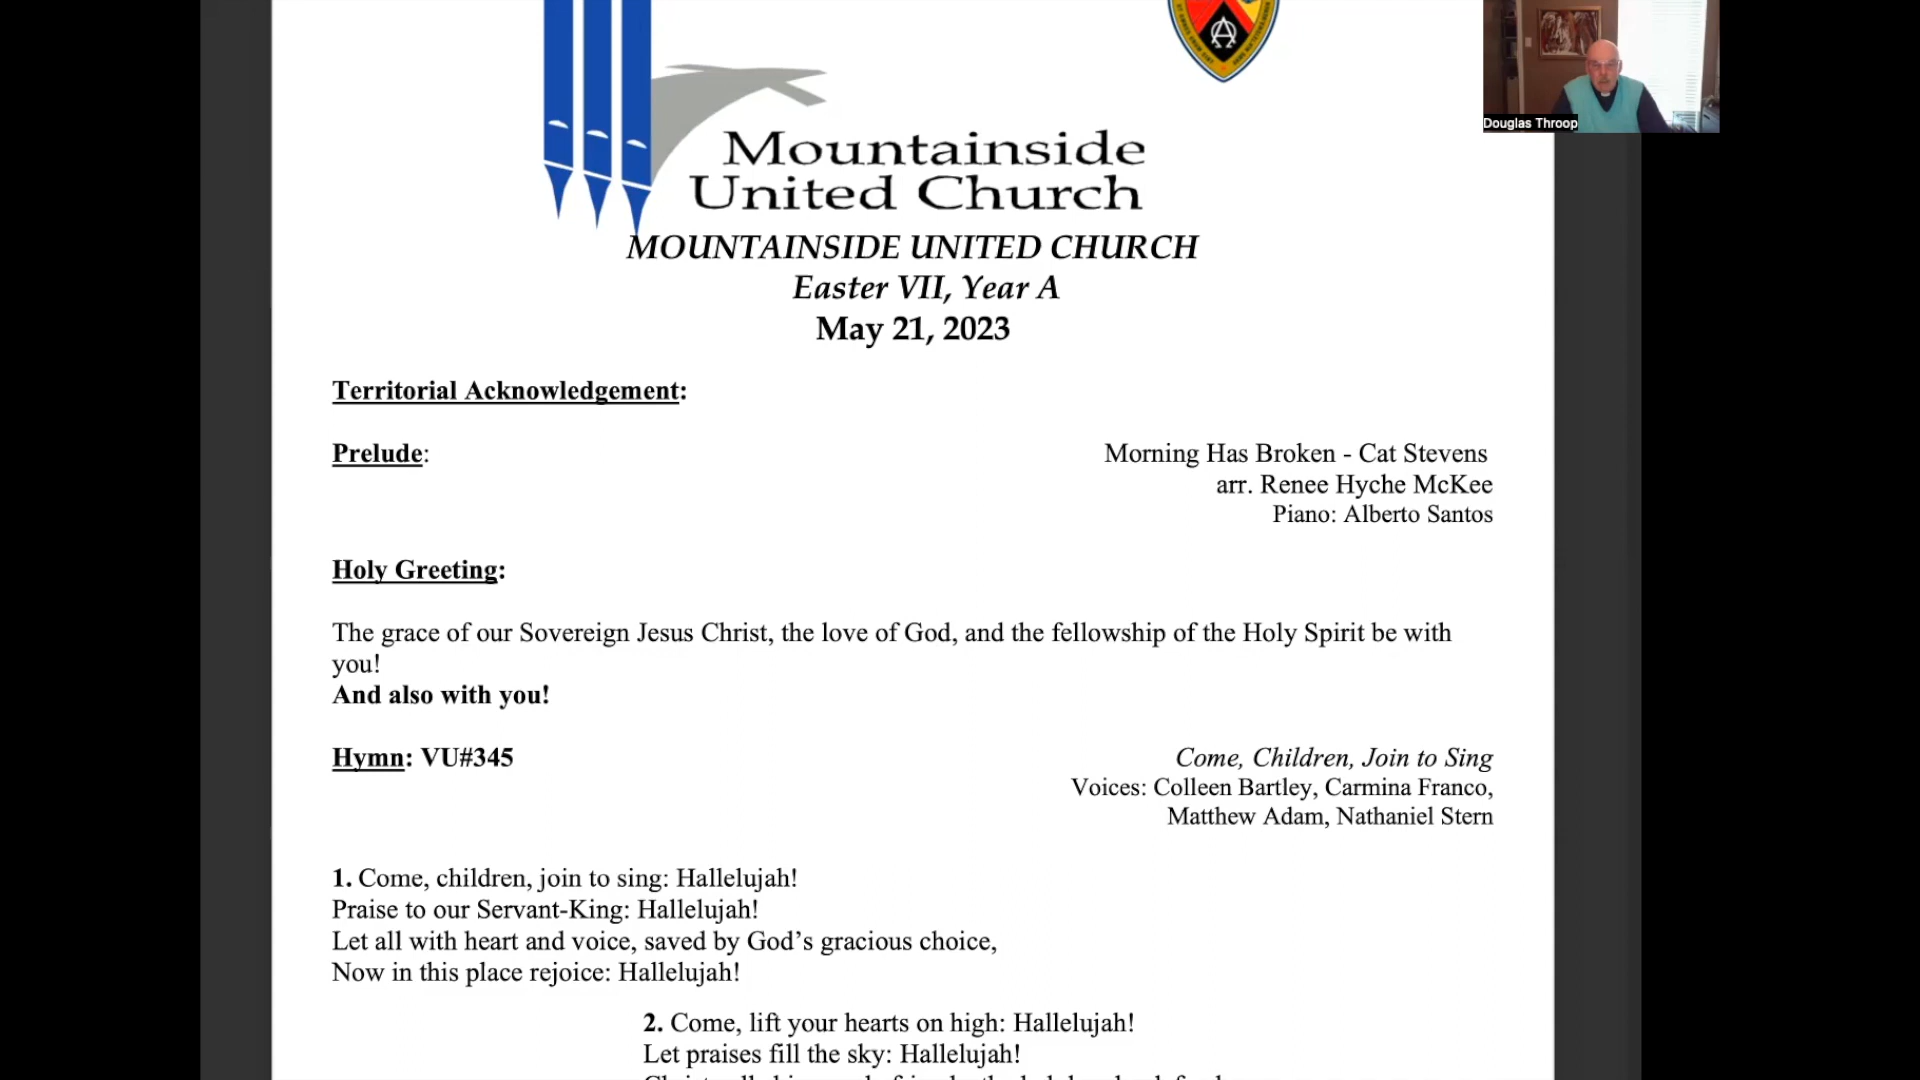 Douglas Throop
Mountainside
United Church
MOUNTAINSIDE UNITED CHURCH
Easter VII, Year A
May 21, 2023
Territorial Acknowledgement:
Prelude:
Morning Has Broken - Cat Stevens
arr. Renee Hyche McKee
Piano: Alberto Santos
Holy Greeting:
The grace of our Sovereign Jesus Christ, the love of God, and the fellowship of the Holy Spirit be with
you!
And also with you!
Hymn: VU#345
Come, Children, Join to Sing
Voices: Colleen Bartley, Carmina Franco,
Matthew Adam, Nathaniel Stern
1. Come, children, join to sing: Hallelujah!
Praise to our Servant-King: Hallelujah!
Let all with heart and voice, saved by God’s gracious choice,
Now in this place rejoice: Hallelujah!
2. Come, lift your hearts on high: Hallelujah!
Let praises fill the sky: Hallelujah!